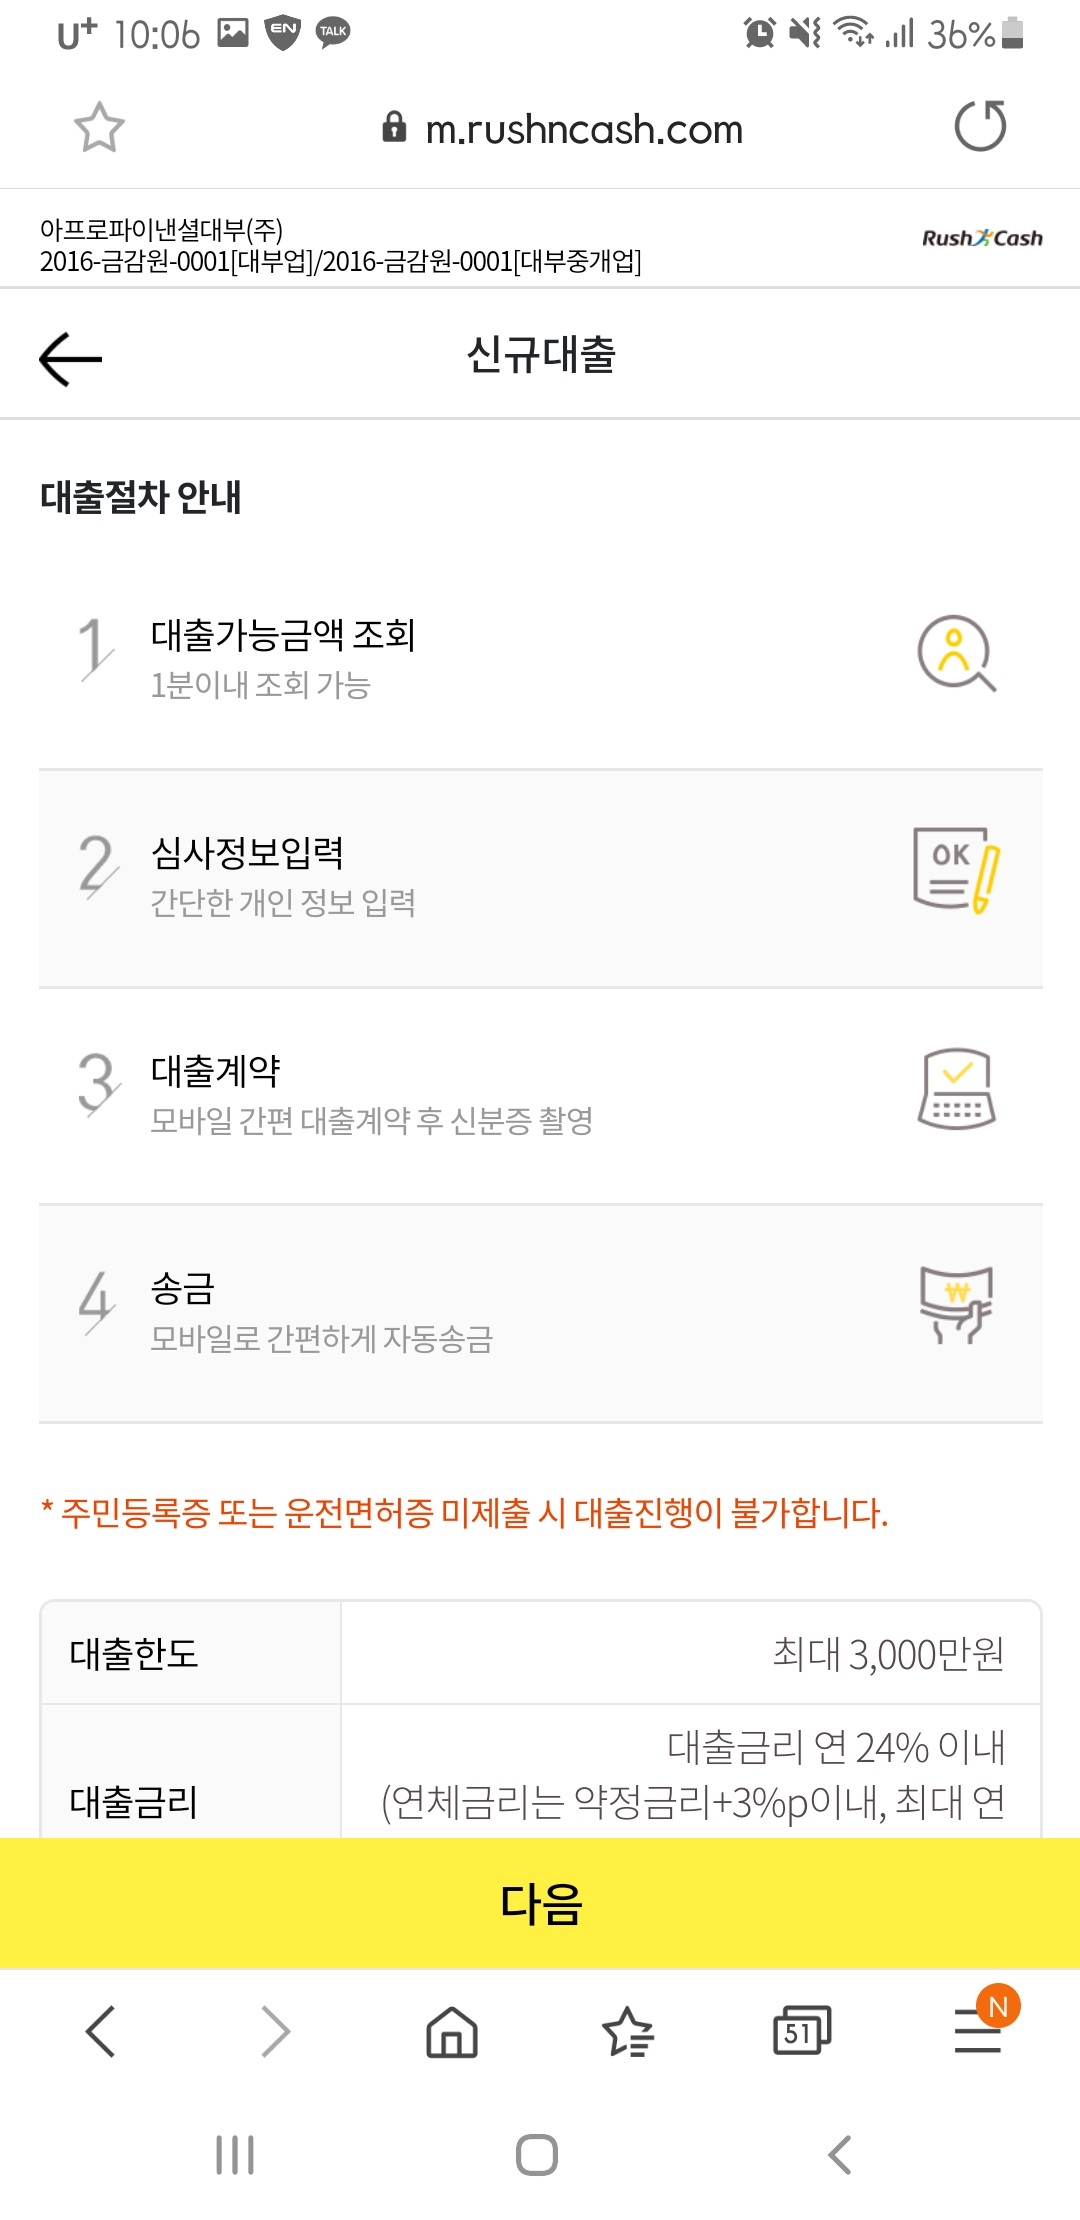 U+ 10:06 EN TALK 36%
m.rushncash.com
아프로파이낸셜대부(주)
2016-금감원-0001[대부업]/2016-금감원-0001[대부중개업]
Rush Cash
신규대출
대출절차 안내
1 대출가능금액 조회
1분이내 조회 가능
2 심사정보입력
간단한 개인 정보 입력
OK
3 대출계약
모바일 간편 대출계약 후 신분증 촬영
4 송금
모바일로 간편하게 자동송금
₩
* 주민등록증 또는 운전면허증 미제출 시 대출진행이 불가합니다.
대출한도 최대 3,000만원
대출금리 연 24% 이내
대출금리 (연체금리는 약정금리+3%p이내, 최대 연
다음
51 N